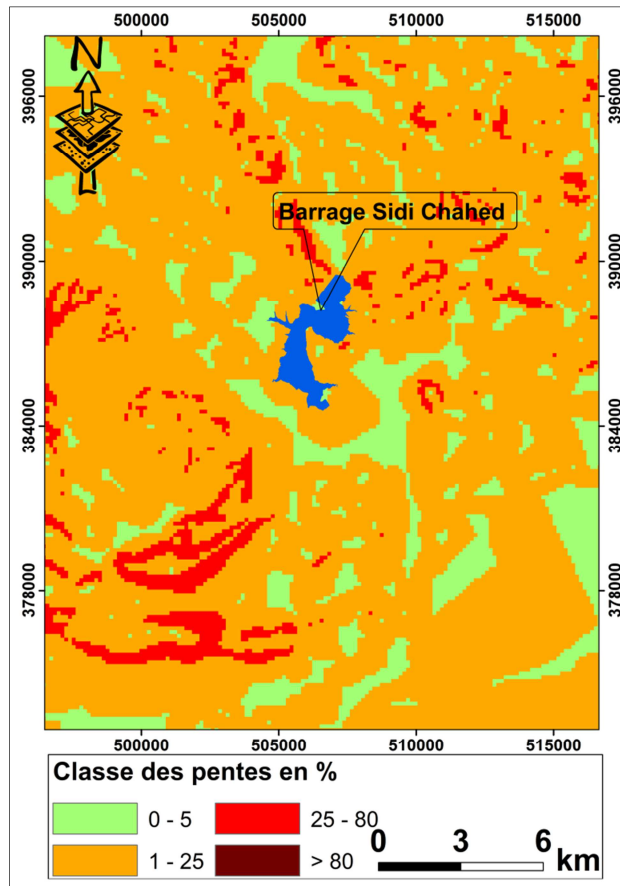 500000 505000 510000 515000
N
396000 396000
Barrage Sidi Chahed
390000 390000
384000 384000
378000 378000
500000 505000 510000 515000
Classe des pentes en %
0 - 5 25 - 80
1 - 25 > 80
0 3 6
km